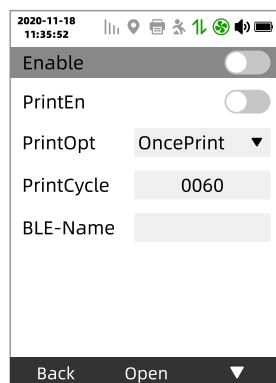 2020-11-18
11:35:52
Enable
PrintEn
PrintOpt OncePrint
PrintCycle 0060
BLE-Name
Back Open